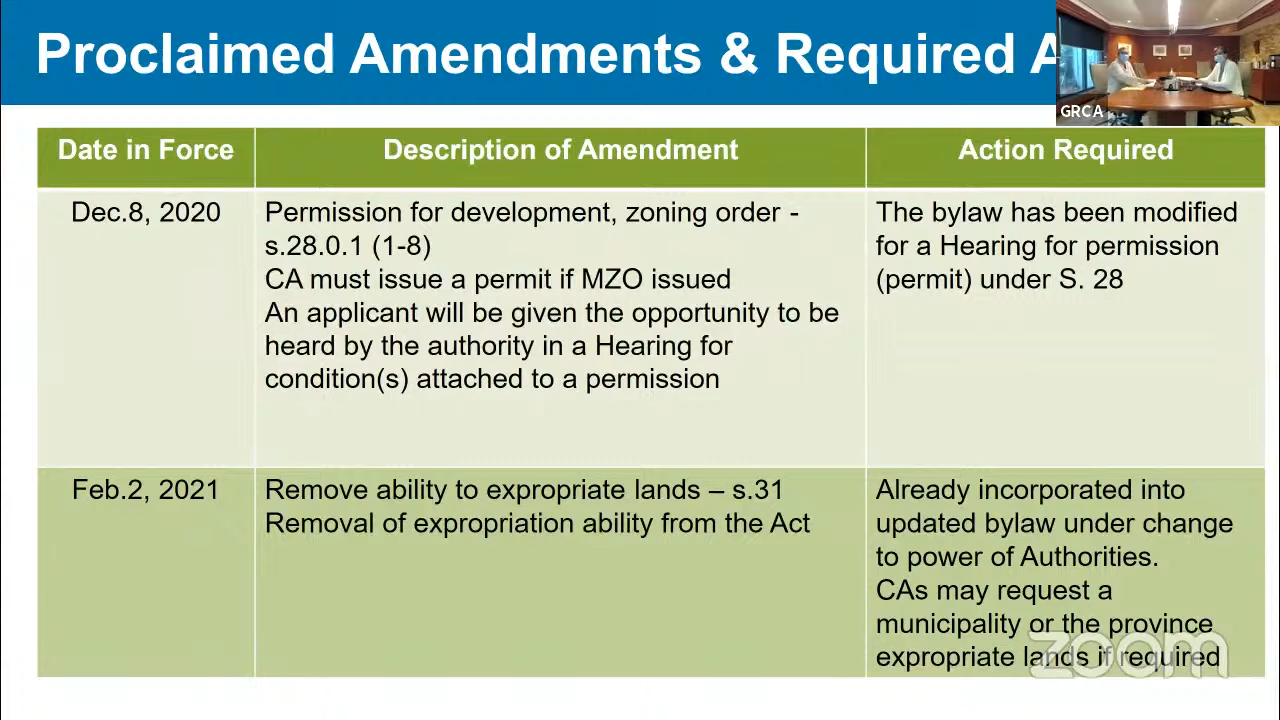 Proclaimed Amendments & Required A
GRCA
Date in Force
Description of Amendment
Action Required
Dec.8, 2020
Permission for development, zoning order -
s.28.0.1 (1-8)
CA must issue a permit if MZO issued
An applicant will be given the opportunity to be
heard by the authority in a Hearing for
condition(s) attached to a permission
The bylaw has been modified
for a Hearing for permission
(permit) under S. 28
Feb.2, 2021
Remove ability to expropriate lands – s.31
Removal of expropriation ability from the Act
Already incorporated into
updated bylaw under change
to power of Authorities.
CAs may request a
municipality or the province
expropriate lands if required
zoom